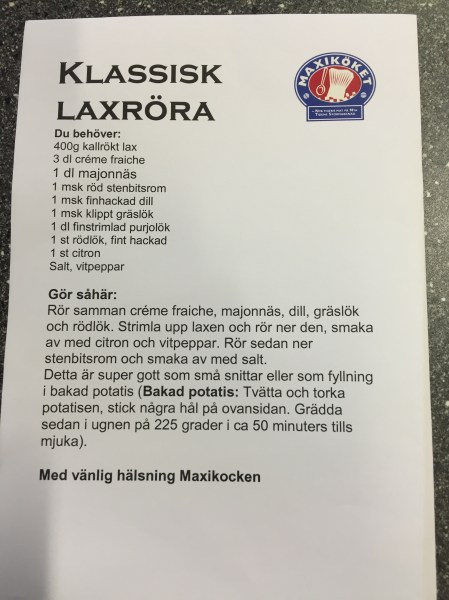 KLASSISK
LAXRÖRA
MAXIKÖKET
Du behöver:
400g kallrökt lax
3 dl créme fraiche
1 dl majonnäs
1 msk röd stenbitsrom
1 msk finhackad dill
1 msk klippt gräslök
1 dl finstrimlad purjolök
1 st rödlök, fint hackad
1 st citron
Salt, vitpeppar
Gör såhär:
Rör samman créme fraiche, majonnäs, dill, gräslök
och rödlök. Strimla upp laxen och rör ner den, smaka
av med citron och vitpeppar. Rör sedan ner
stenbitsrom och smaka av med salt.
Detta är super gott som små snittar eller som fyllning
i bakad potatis (Bakad potatis: Tvätta och torka
potatisen, stick några hål på ovansidan. Grädda
sedan i ugnen på 225 grader i ca 50 minuters tills
mjuka).
Med vänlig hälsning Maxikocken